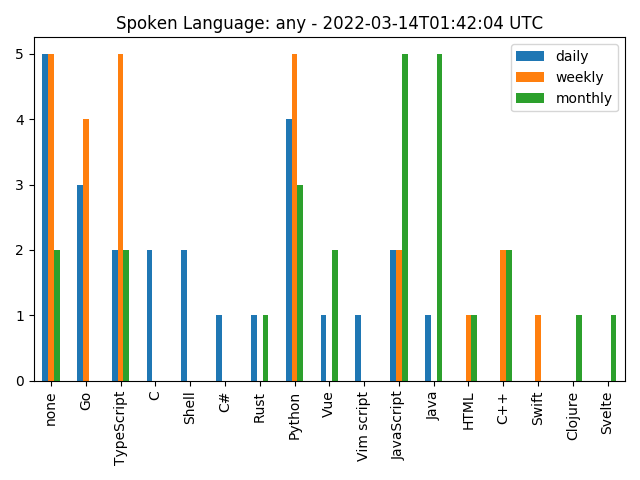 Spoken Language: any - 2022-03-14T01:42:04 UTC
daily
weekly
monthly
5
4
3
2
1
0
none
Go
TypeScript
C
Shell
C#
Rust
Python
Vue
Vim script
JavaScript
Java
HTML
C++
Swift
Clojure
Svelte